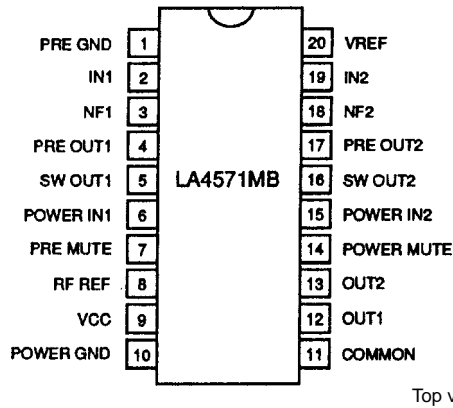 PRE GND 1 20 VREF
IN1 2 19 IN2
NF1 3 18 NF2
PRE OUT1 4 17 PRE OUT2
SW OUT1 5 LA4571MB 16 SW OUT2
POWER IN1 6 15 POWER IN2
PRE MUTE 7 14 POWER MUTE
RF REF 8 13 OUT2
VCC 9 12 OUT1
POWER GND 10 11 COMMON
Top v